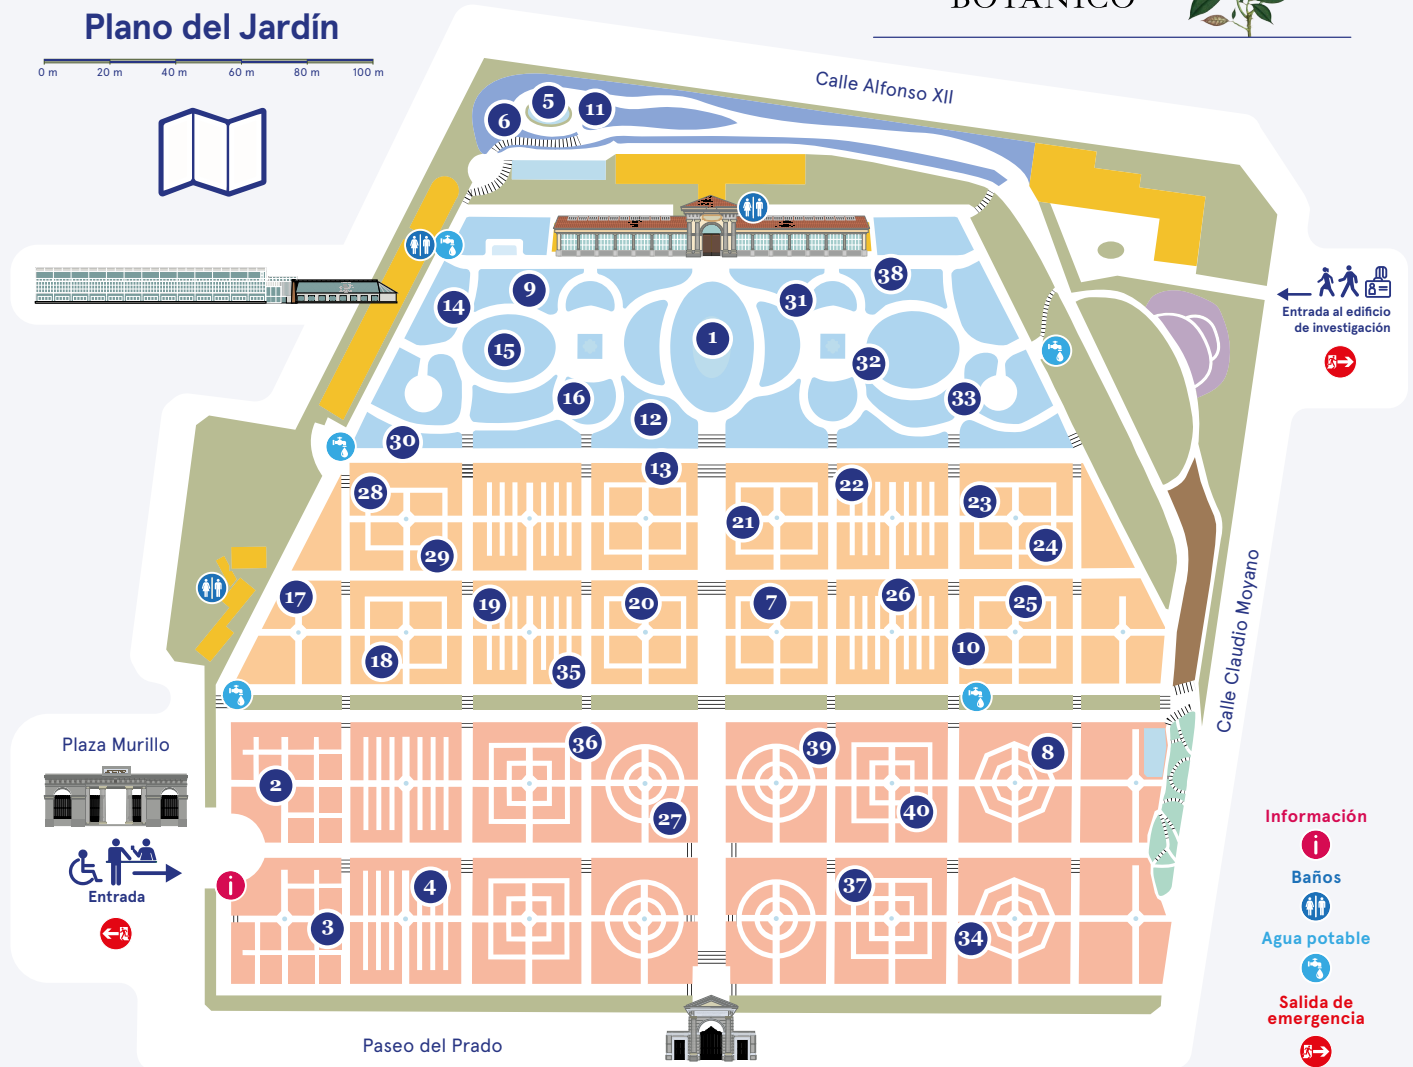 Plano del Jardín
BOTÁNICO
0 m 20 m 40 m 60 m 80 m 100 m
Calle Alfonso XII
5
11
6
38
9
31
14
1
15
32
16
33
12
30
13
28
22
23
21
24
29
17
19
20
7
26
25
18
35
10
Entrada al edificio
de investigación
Calle Claudio Moyano
Plaza Murillo
36
39
8
2
27
40
Entrada
i
4
37
3
34
Paseo del Prado
Información
i
Baños
Agua potable
Salida de
emergencia